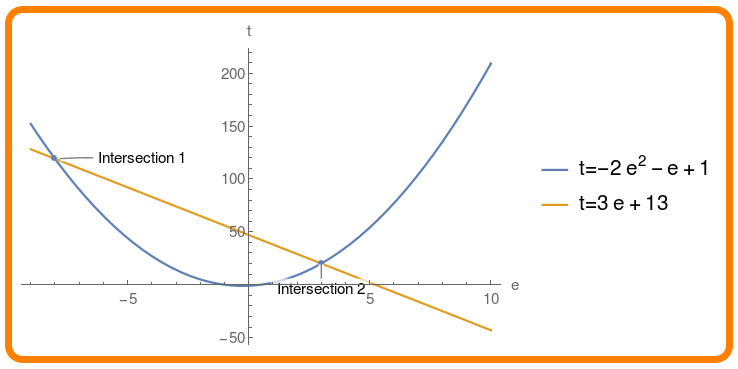 t
200
150
100
50
−50
−5
5
10
e
Intersection 1
Intersection 2
t=−2 e² − e + 1
t=3 e + 13